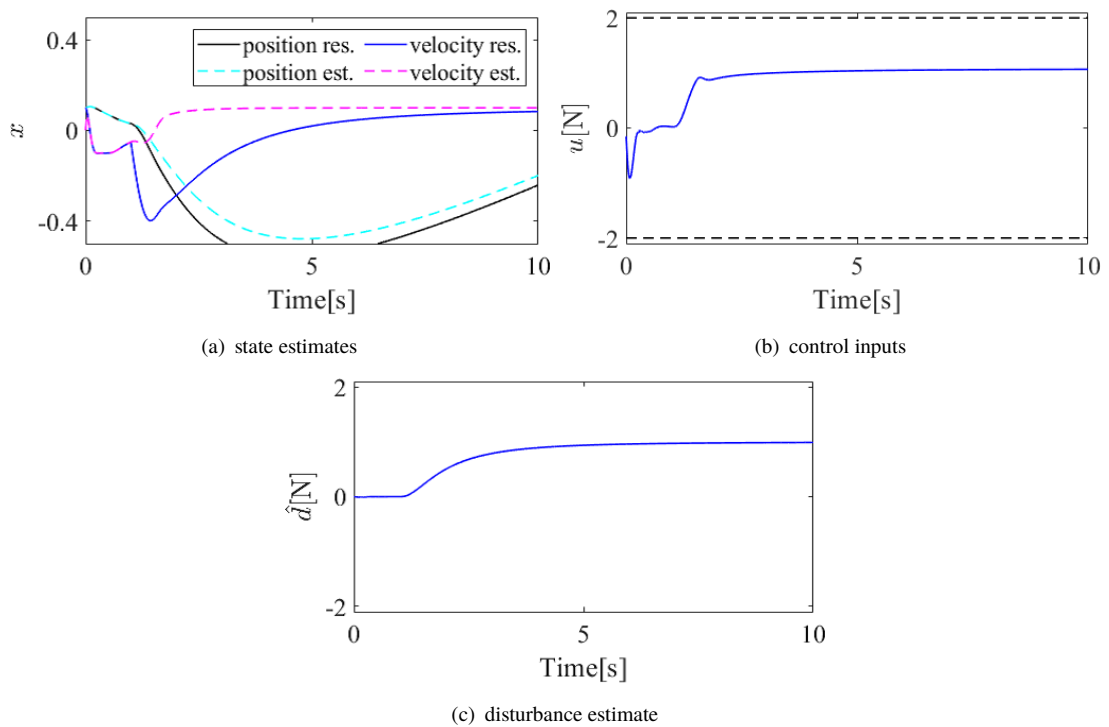 0.4
0
-0.4
x
position res.
velocity res.
position est.
velocity est.
0
5
10
Time[s]
(a) state estimates
2
0
-2
u[N]
0
5
10
Time[s]
(b) control inputs
2
0
-2
d̂[N]
0
5
10
Time[s]
(c) disturbance estimate